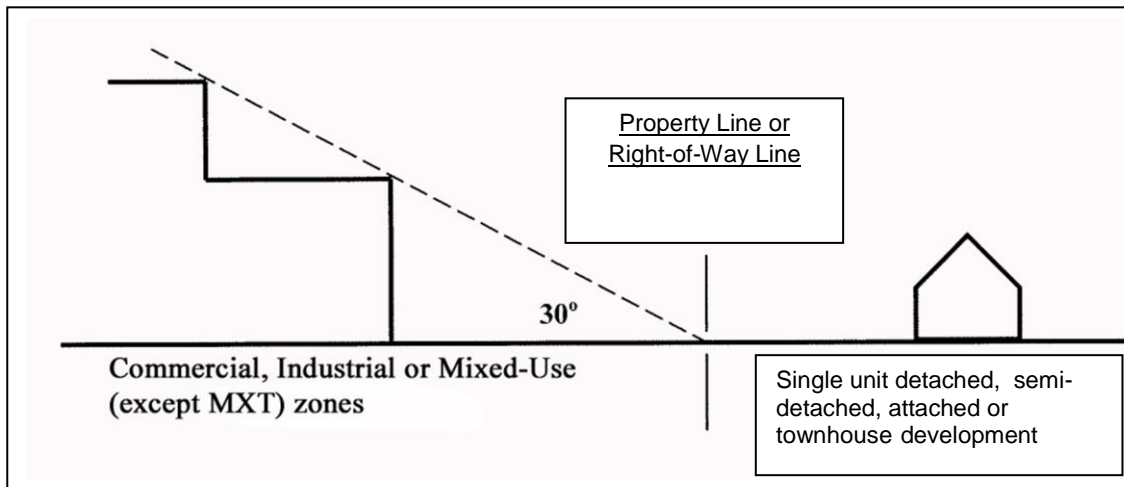 Property Line or
Right-of-Way Line
30°
Commercial, Industrial or Mixed-Use
(except MXT) zones
Single unit detached,  semi-
detached, attached or
townhouse development